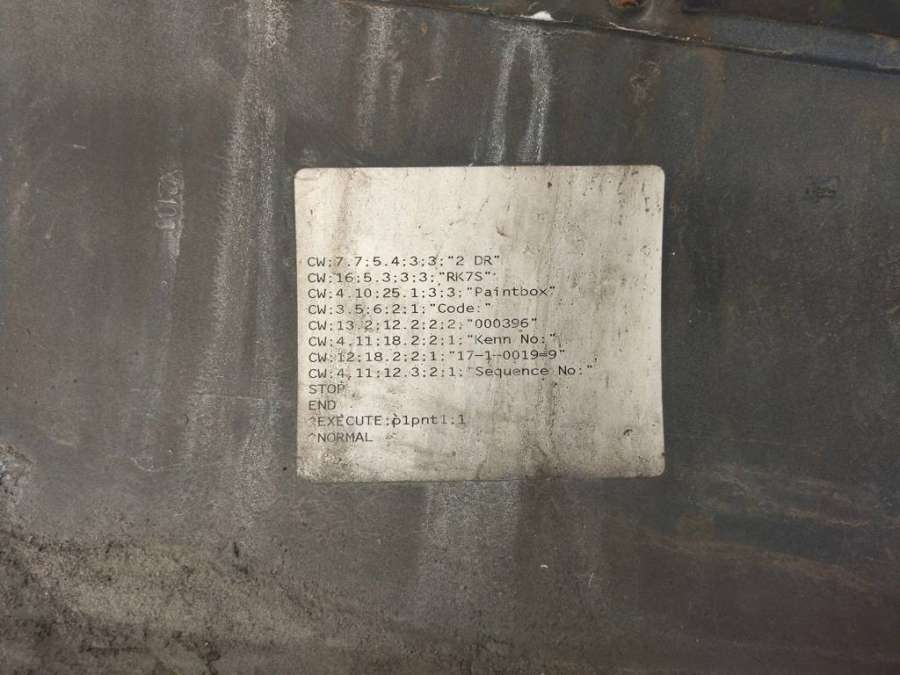 CW;7.7;5.4;3;3;"2 DR"
CW;16;5.3;3;3;"RK7S"
CW;4.10;25.1;3;3;"Paintbox"
CW;3.5;6;2;1;"Code:"
CW;13.2;12.2;2;2;"000396"
CW;4.11;18.2;2;1;"Kenn No:"
CW;12;18.2;2;1;"17-1-0019=9"
CW;4.11;12.3;2;1;"Sequence No:"
STOP
END
^EXECUTE;p1pnt1;1
^NORMAL